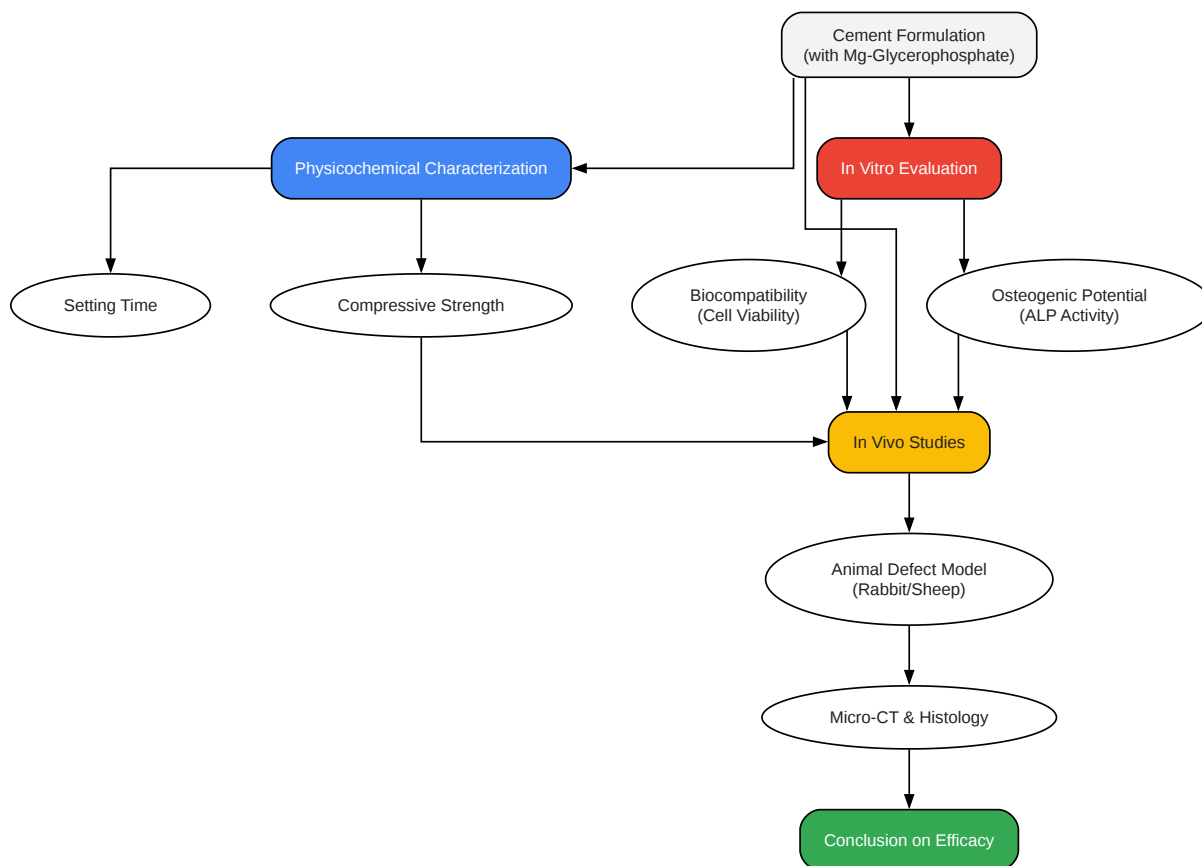 Cement Formulation
(with Mg-Glycerophosphate)
Physicochemical Characterization
In Vitro Evaluation
Setting Time
Compressive Strength
Biocompatibility
(Cell Viability)
Osteogenic Potential
(ALP Activity)
In Vivo Studies
Animal Defect Model
(Rabbit/Sheep)
Micro-CT & Histology
Conclusion on Efficacy